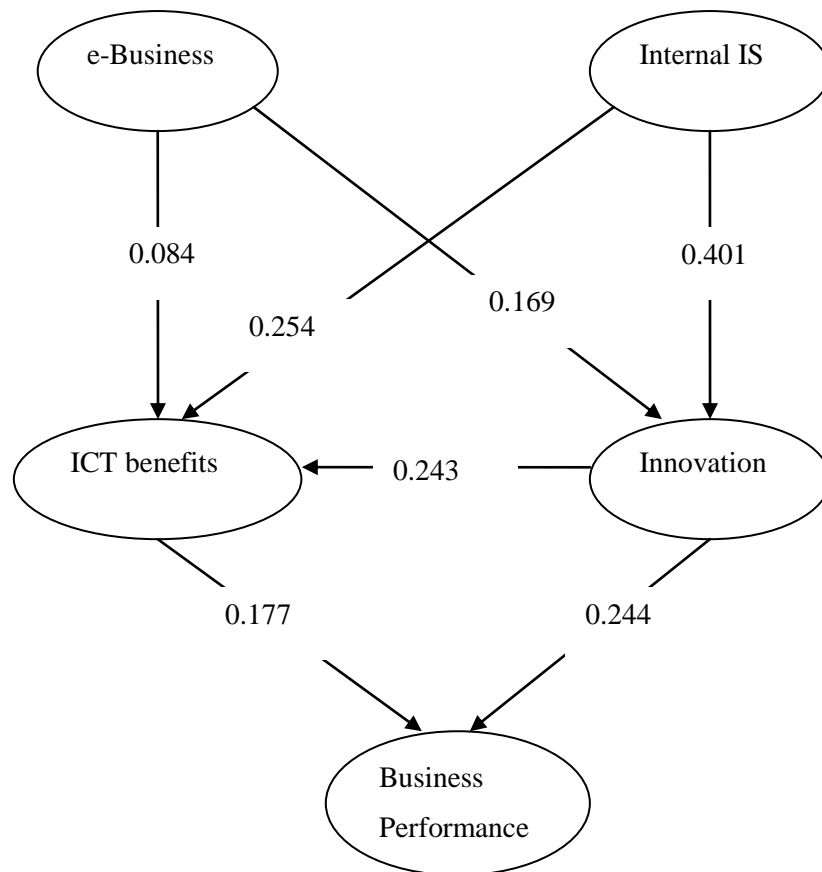 e-Business
Internal IS
0.084
0.401
0.169
0.254
ICT benefits
Innovation
0.243
0.177
0.244
Business
Performance